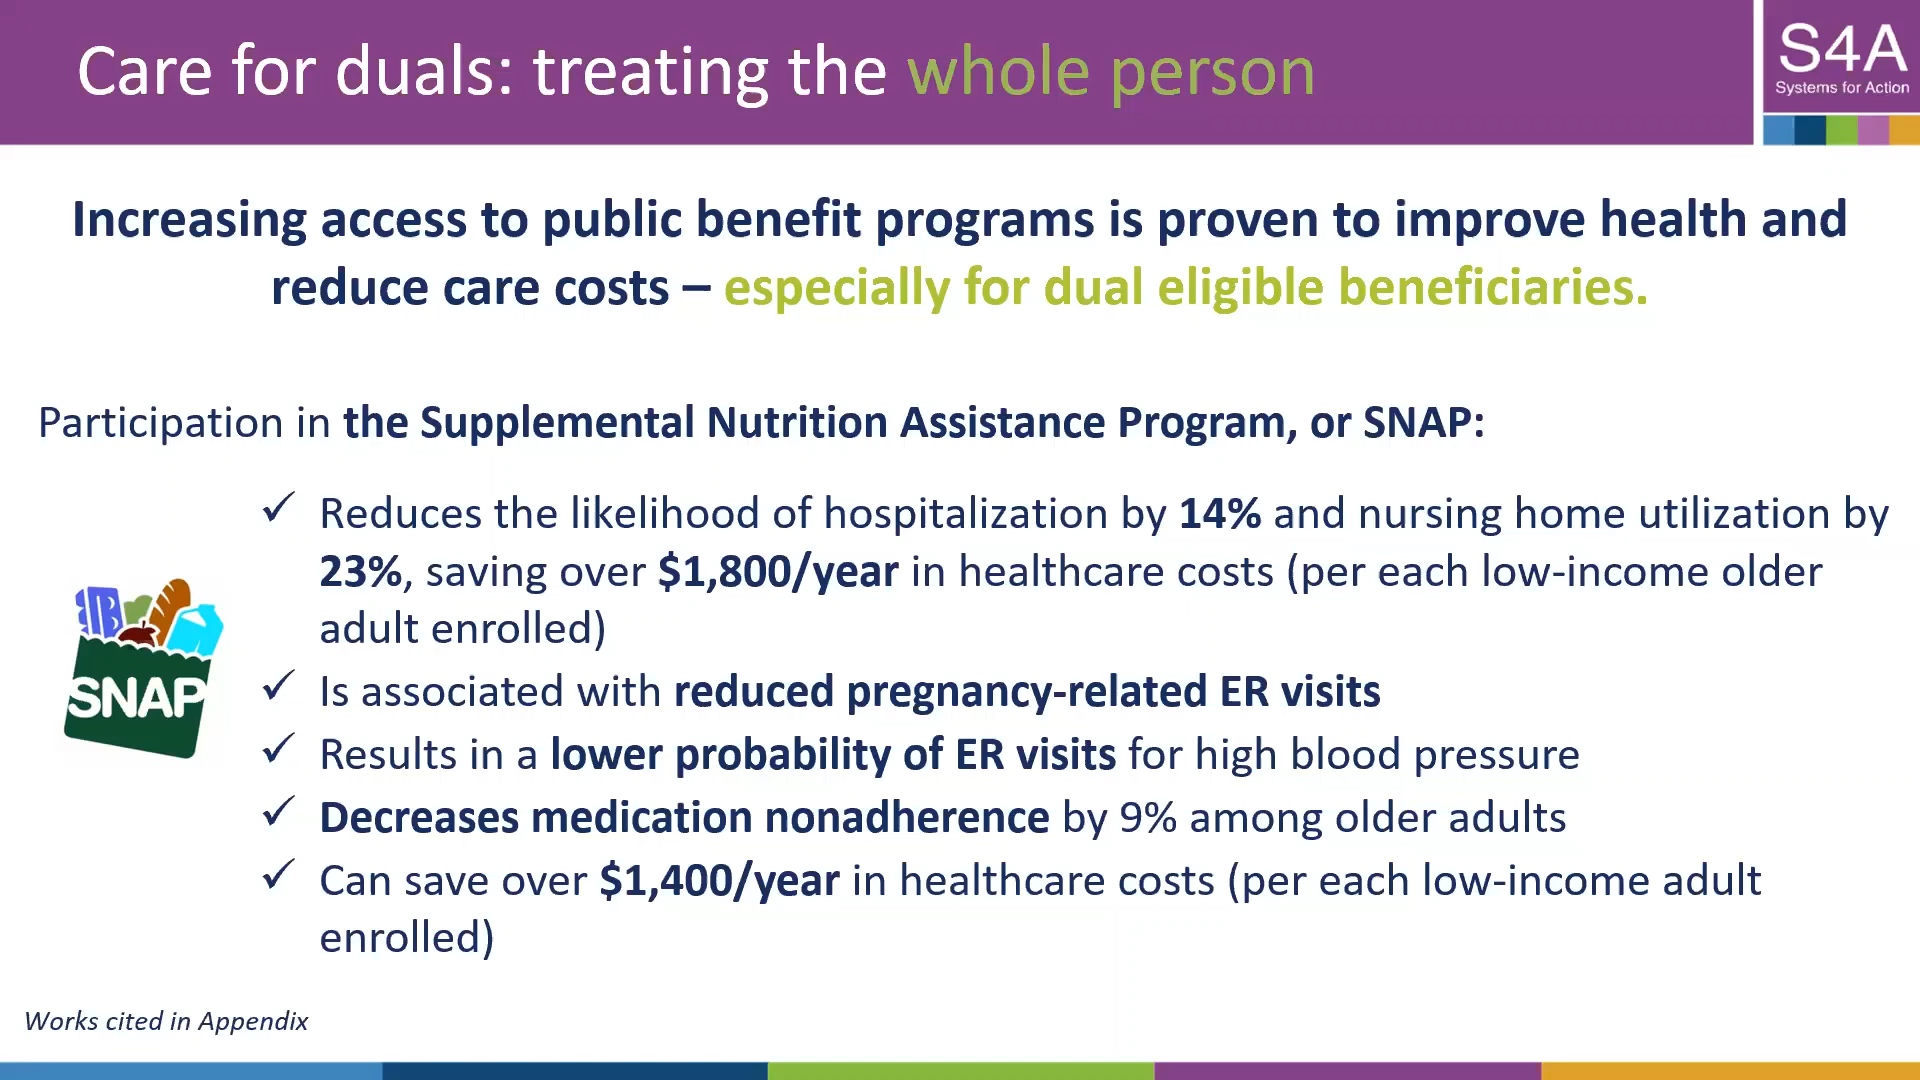 Care for duals: treating the whole person
S4A
Systems for Action
Increasing access to public benefit programs is proven to improve health and
reduce care costs – especially for dual eligible beneficiaries.
Participation in the Supplemental Nutrition Assistance Program, or SNAP:
✓ Reduces the likelihood of hospitalization by 14% and nursing home utilization by
23%, saving over $1,800/year in healthcare costs (per each low-income older
adult enrolled)
SNAP
✓ Is associated with reduced pregnancy-related ER visits
✓ Results in a lower probability of ER visits for high blood pressure
✓ Decreases medication nonadherence by 9% among older adults
✓ Can save over $1,400/year in healthcare costs (per each low-income adult
enrolled)
Works cited in Appendix